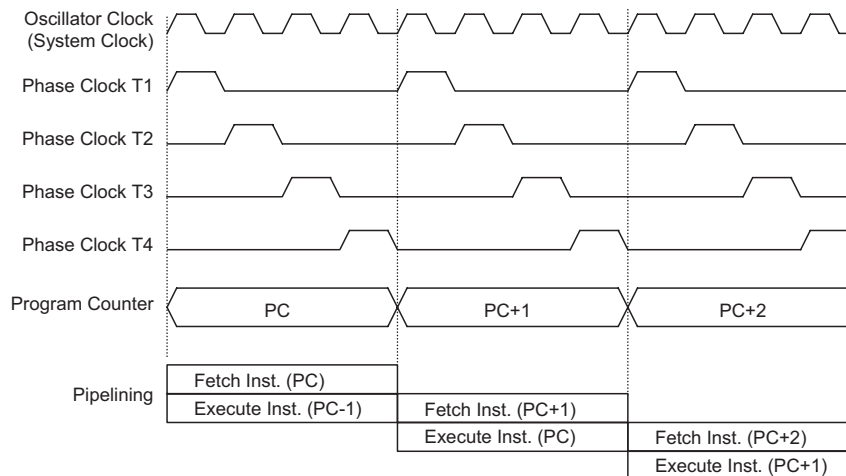 Oscillator Clock
(System Clock)
Phase Clock T1
Phase Clock T2
Phase Clock T3
Phase Clock T4
Program Counter
PC
PC+1
PC+2
Pipelining
Fetch Inst. (PC)
Execute Inst. (PC-1)
Fetch Inst. (PC+1)
Execute Inst. (PC)
Fetch Inst. (PC+2)
Execute Inst. (PC+1)